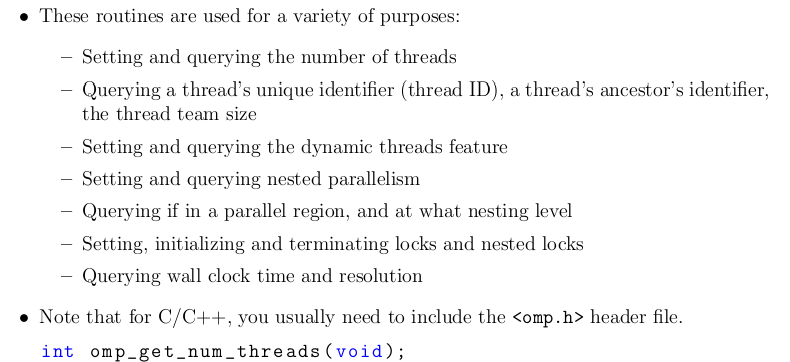 • These routines are used for a variety of purposes:
– Setting and querying the number of threads
– Querying a thread's unique identifier (thread ID), a thread's ancestor's identifier,
the thread team size
– Setting and querying the dynamic threads feature
– Setting and querying nested parallelism
– Querying if in a parallel region, and at what nesting level
– Setting, initializing and terminating locks and nested locks
– Querying wall clock time and resolution
• Note that for C/C++, you usually need to include the <omp.h> header file.
int omp_get_num_threads(void);